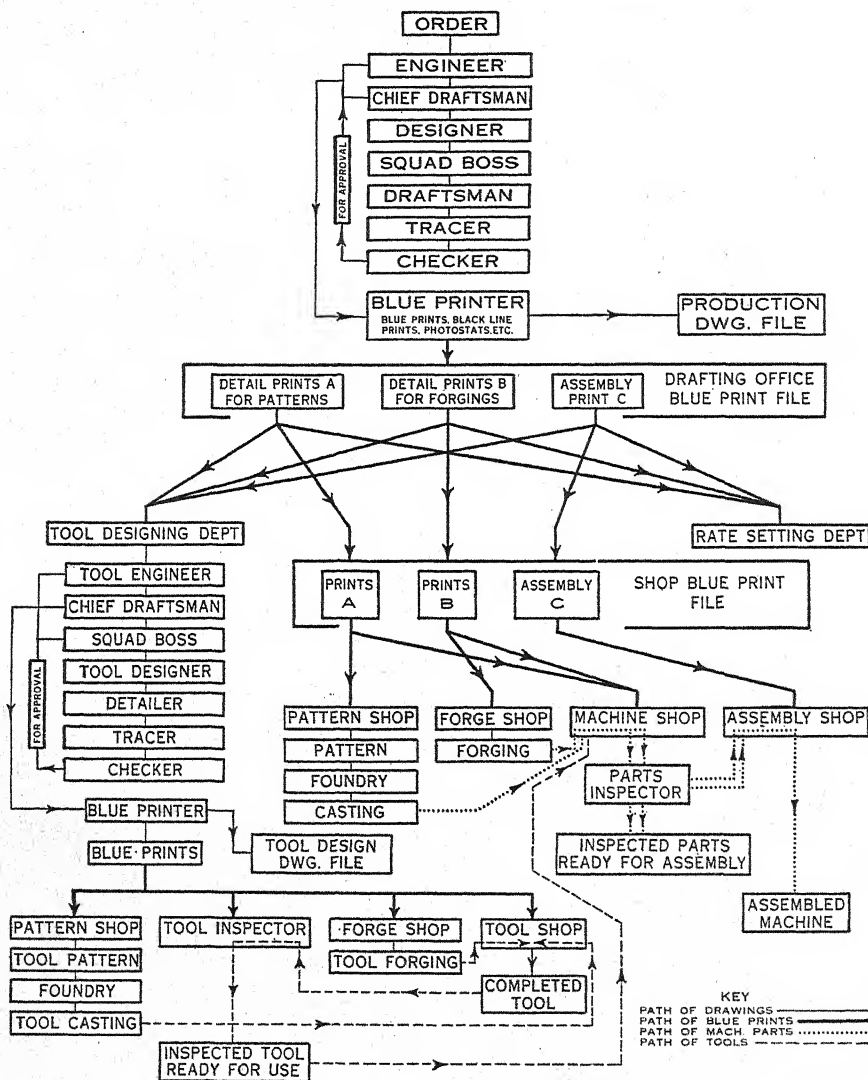 ORDER
ENGINEER
CHIEF DRAFTSMAN
DESIGNER
SQUAD BOSS
DRAFTSMAN
TRACER
CHECKER
FOR APPROVAL
BLUE PRINTER
BLUE PRINTS, BLACK LINE
PRINTS, PHOTOSTATS, ETC.
PRODUCTION
DWG. FILE
DETAIL PRINTS A
FOR PATTERNS
DETAIL PRINTS B
FOR FORGINGS
ASSEMBLY
PRINT C
DRAFTING OFFICE
BLUE PRINT FILE
TOOL DESIGNING DEPT
RATE SETTING DEPT
TOOL ENGINEER
CHIEF DRAFTSMAN
SQUAD BOSS
TOOL DESIGNER
DETAILER
TRACER
CHECKER
FOR APPROVAL
PRINTS
A
PRINTS
B
ASSEMBLY
C
SHOP BLUE PRINT
FILE
PATTERN SHOP
PATTERN
FOUNDRY
CASTING
FORGE SHOP
FORGING
MACHINE SHOP
PARTS
INSPECTOR
INSPECTED PARTS
READY FOR ASSEMBLY
ASSEMBLY SHOP
ASSEMBLED
MACHINE
BLUE PRINTER
BLUE·PRINTS
TOOL DESIGN
DWG. FILE
PATTERN SHOP
TOOL PATTERN
FOUNDRY
TOOL CASTING
TOOL INSPECTOR
FORGE SHOP
TOOL FORGING
TOOL SHOP
COMPLETED
TOOL
INSPECTED TOOL
READY FOR USE
KEY
PATH OF DRAWINGS
PATH OF BLUE PRINTS
PATH OF MACH. PARTS
PATH OF TOOLS